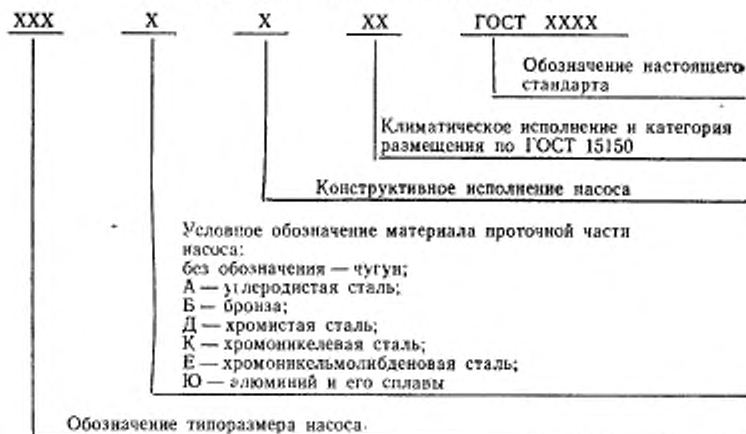 XXX X X XX ГОСТ XXXX
Обозначение настоящего
стандарта
Климатическое исполнение и категория
размещения по ГОСТ 15150
Конструктивное исполнение насоса
Условное обозначение материала проточной части
насоса:
без обозначения — чугун;
А — углеродистая сталь;
Б — бронза;
Д — хромистая сталь;
К — хромоникелевая сталь;
Е — хромоникельмолибденовая сталь;
Ю — алюминий и его сплавы
Обозначение типоразмера насоса